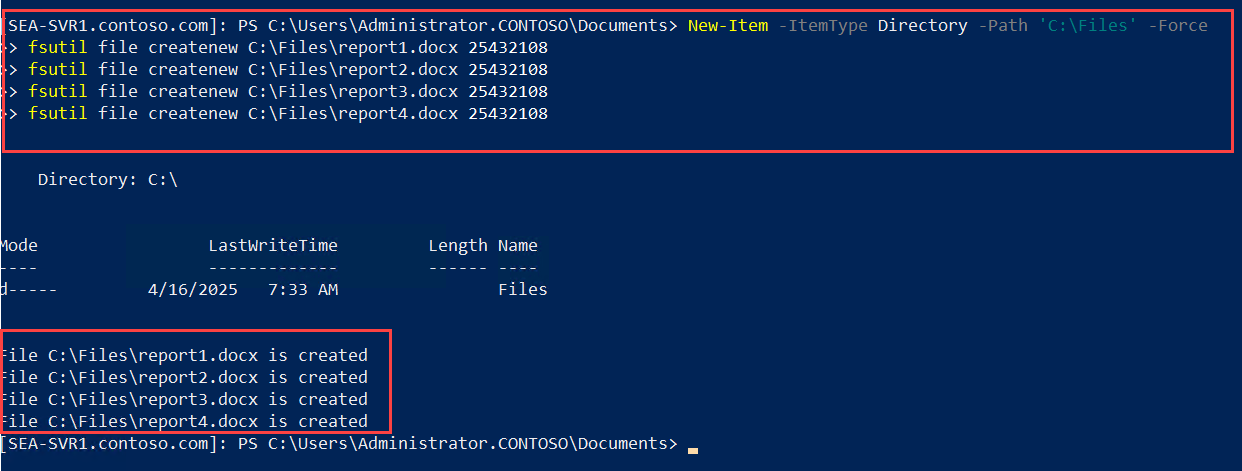 [SEA-SVR1.contoso.com]: PS C:\Users\Administrator.CONTOSO\Documents> New-Item -ItemType Directory -Path 'C:\Files' -Force
>> fsutil file createnew C:\Files\report1.docx 25432108
>> fsutil file createnew C:\Files\report2.docx 25432108
>> fsutil file createnew C:\Files\report3.docx 25432108
>> fsutil file createnew C:\Files\report4.docx 25432108
Directory: C:\
Mode LastWriteTime Length Name
---- ------------- ------ ----
d----- 4/16/2025 7:33 AM Files
File C:\Files\report1.docx is created
File C:\Files\report2.docx is created
File C:\Files\report3.docx is created
File C:\Files\report4.docx is created
[SEA-SVR1.contoso.com]: PS C:\Users\Administrator.CONTOSO\Documents>